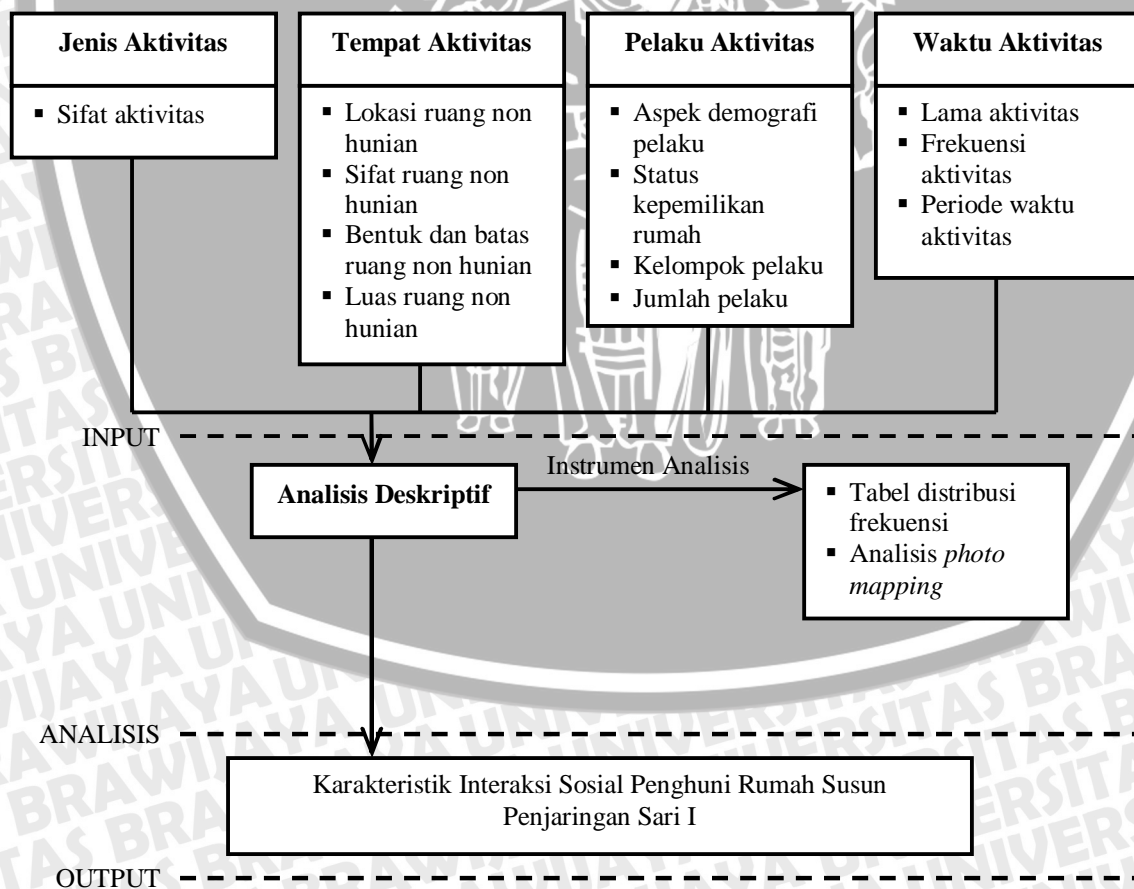 Jenis Aktivitas
▪ Sifat aktivitas
Tempat Aktivitas
▪ Lokasi ruang non
hunian
▪ Sifat ruang non
hunian
▪ Bentuk dan batas
ruang non hunian
▪ Luas ruang non
hunian
Pelaku Aktivitas
▪ Aspek demografi
pelaku
▪ Status
kepemilikan
rumah
▪ Kelompok pelaku
▪ Jumlah pelaku
Waktu Aktivitas
▪ Lama aktivitas
▪ Frekuensi
aktivitas
▪ Periode waktu
aktivitas
INPUT
Analisis Deskriptif
Instrumen Analisis
▪ Tabel distribusi
frekuensi
▪ Analisis photo
mapping
ANALISIS
Karakteristik Interaksi Sosial Penghuni Rumah Susun
Penjaringan Sari I
OUTPUT